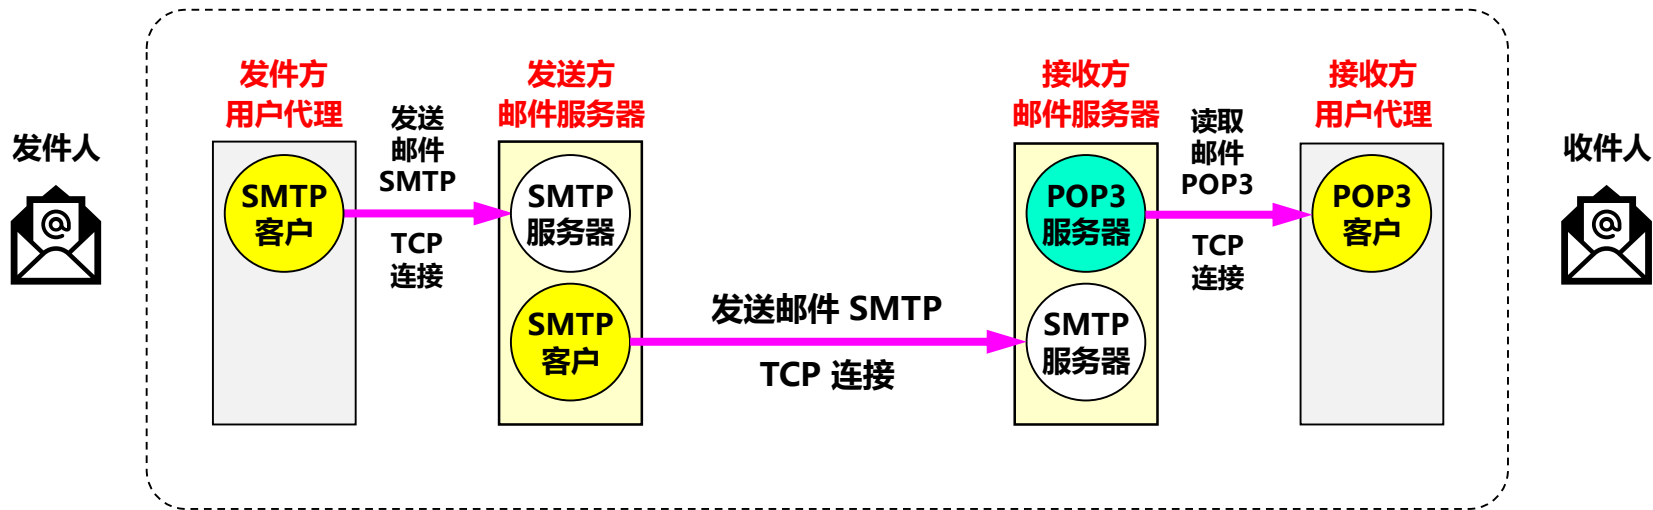 发件人
@
发件方
用户代理
SMTP
客户
发送
邮件
SMTP
TCP
连接
发送方
邮件服务器
SMTP
服务器
SMTP
客户
发送邮件 SMTP
TCP 连接
接收方
邮件服务器
POP3
服务器
SMTP
服务器
读取
邮件
POP3
TCP
连接
接收方
用户代理
POP3
客户
收件人
@